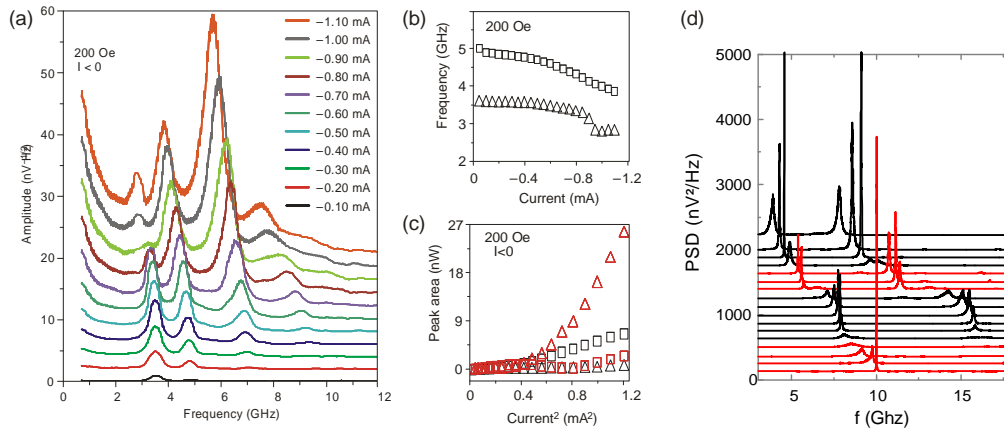 (a)
60
50
40
30
20
10
0
Amplitude (nV²/Hz)
200 Oe
I < 0
−1.10 mA
−1.00 mA
−0.90 mA
−0.80 mA
−0.70 mA
−0.60 mA
−0.50 mA
−0.40 mA
−0.30 mA
−0.20 mA
−0.10 mA
0 2 4 6 8 10 12
Frequency (GHz)
(b)
200 Oe
Frequency (GHz)
6
5
4
3
2
0 −0.4 −0.8 −1.2
Current (mA)
(c)
200 Oe
I<0
Peak area (nW)
27
18
9
0
0.0 0.4 0.8 1.2
Current² (mA²)
(d)
PSD (nV²/Hz)
5000
4000
3000
2000
1000
0
5 10 15
f (Ghz)